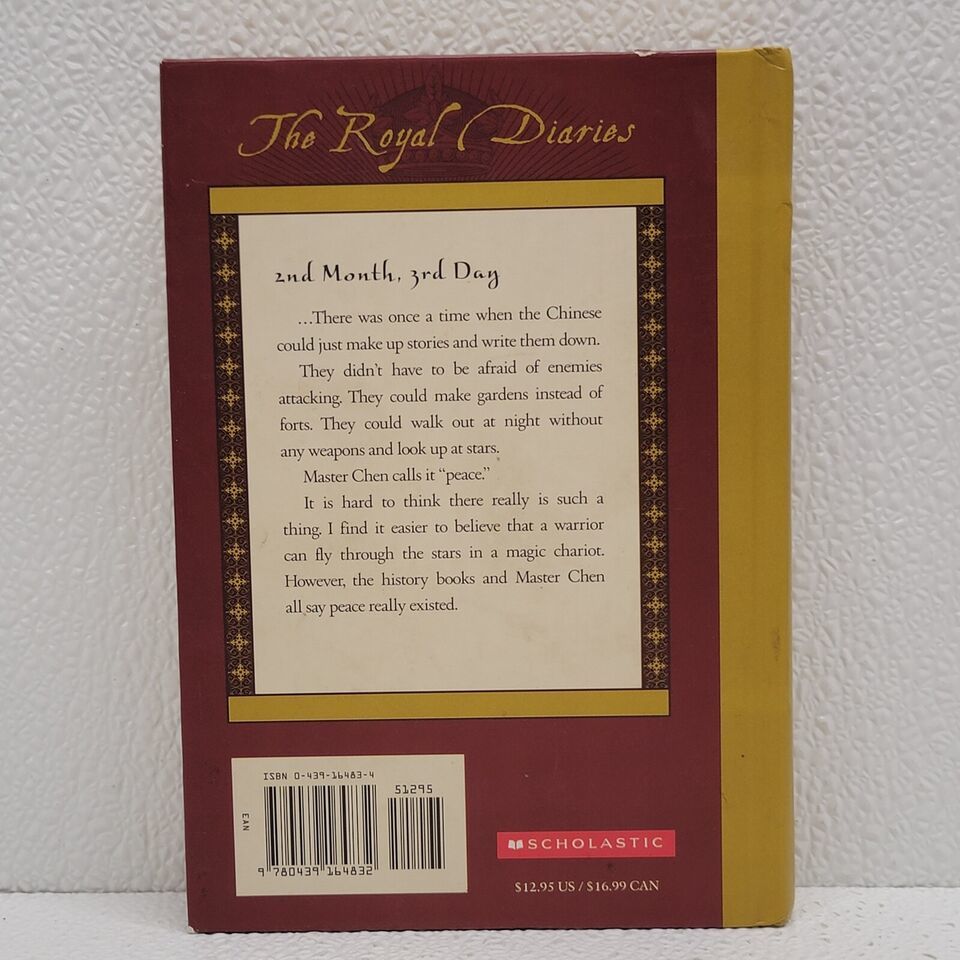 The Royal Diaries
2nd Month, 3rd Day
...There was once a time when the Chinese
could just make up stories and write them down.
They didn't have to be afraid of enemies
attacking. They could make gardens instead of
forts. They could walk out at night without
any weapons and look up at stars.
Master Chen calls it “peace.”
It is hard to think there really is such a
thing. I find it easier to believe that a warrior
can fly through the stars in a magic chariot.
However, the history books and Master Chen
all say peace really existed.
ISBN 0-439-16483-4
51295
EAN
9 780439 164832
SCHOLASTIC
$12.95 US / $16.99 CAN